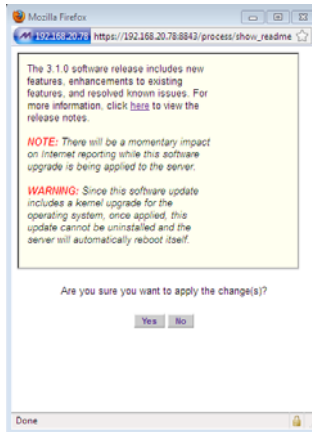 Mozilla Firefox
192.168.20.78 https://192.168.20.78:8843/process/show_readme
The 3.1.0 software release includes new
features, enhancements to existing
features, and resolved known issues. For
more information, click here to view the
release notes.
NOTE: There will be a momentary impact
on Internet reporting while this software
upgrade is being applied to the server.
WARNING: Since this software update
includes a kernel upgrade for the
operating system, once applied, this
update cannot be uninstalled and the
server will automatically reboot itself.
Are you sure you want to apply the change(s)?
Yes No
Done